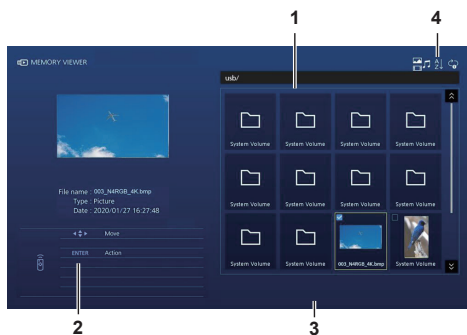 1
4
MEMORY VIEWER
A
Z
usb/
System Volume System Volume System Volume System Volume
System Volume System Volume System Volume System Volume
System Volume System Volume 003_N4RGB_4K.bmp System Volume
File name : 003_N4RGB_4K.bmp
Type : Picture
Date : 2020/01/27 16:27:48
Move
ENTER Action
2
3